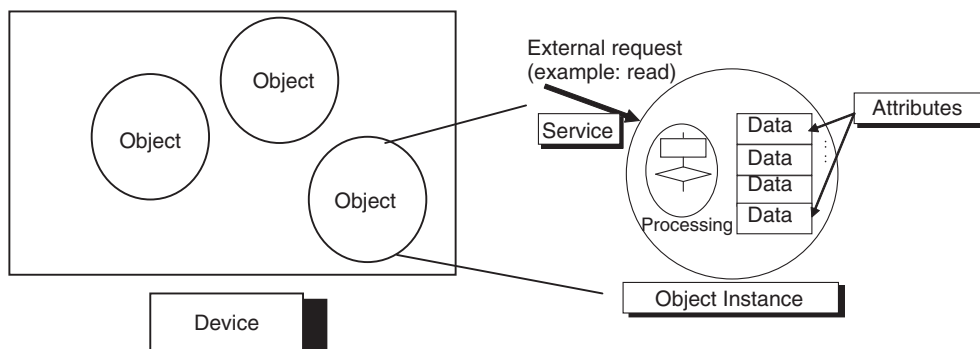 Object
Object
Object
Device
External request
(example: read)
Service
Attributes
Data
Data
Data
Data
Processing
Object Instance